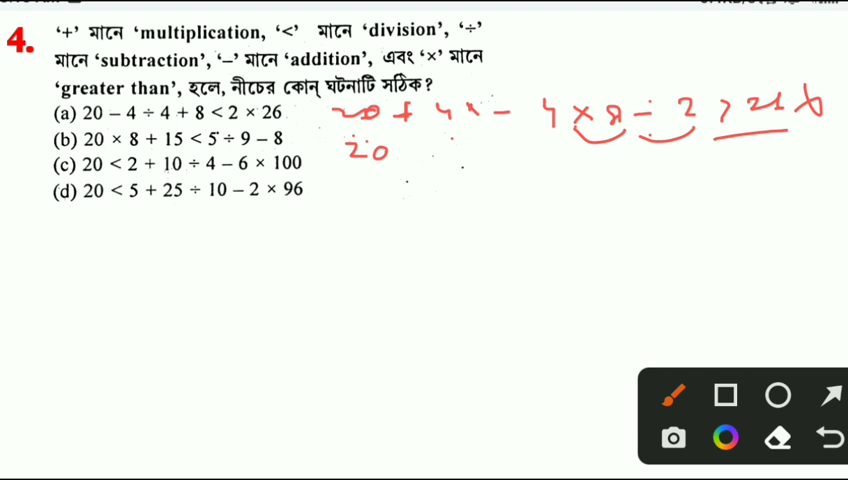 4. ‘+’ মানে ‘multiplication, ‘<’ মানে ‘division’, ‘÷’
মানে ‘subtraction’, ‘–’ মানে ‘addition’, এবং ‘×’ মানে
‘greater than’, হলে, নীচের কোন্ ঘটনাটি সঠিক?
(a) 20 – 4 ÷ 4 + 8 < 2 × 26
(b) 20 × 8 + 15 < 5 ÷ 9 – 8
(c) 20 < 2 + 10 ÷ 4 – 6 × 100
(d) 20 < 5 + 25 ÷ 10 – 2 × 96
20